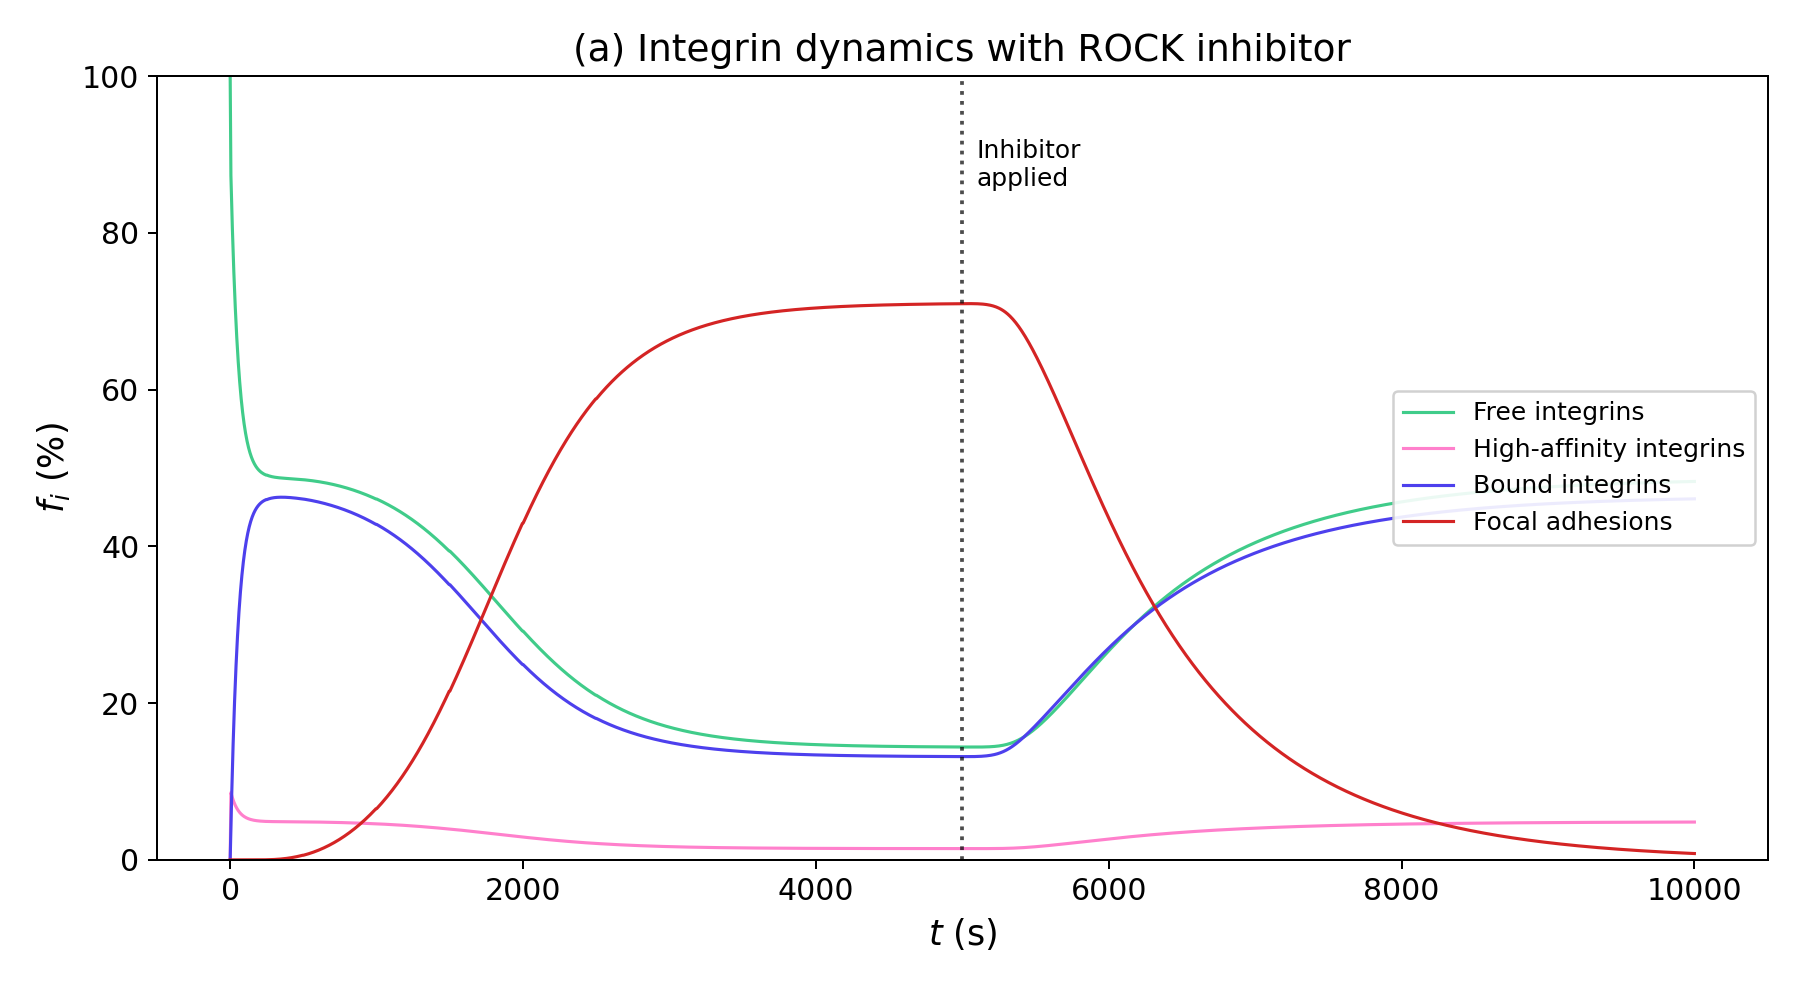 (a) Integrin dynamics with ROCK inhibitor
100
80
60
40
20
0
f_i (%)
Inhibitor
applied
Free integrins
High-affinity integrins
Bound integrins
Focal adhesions
0 2000 4000 6000 8000 10000
t (s)